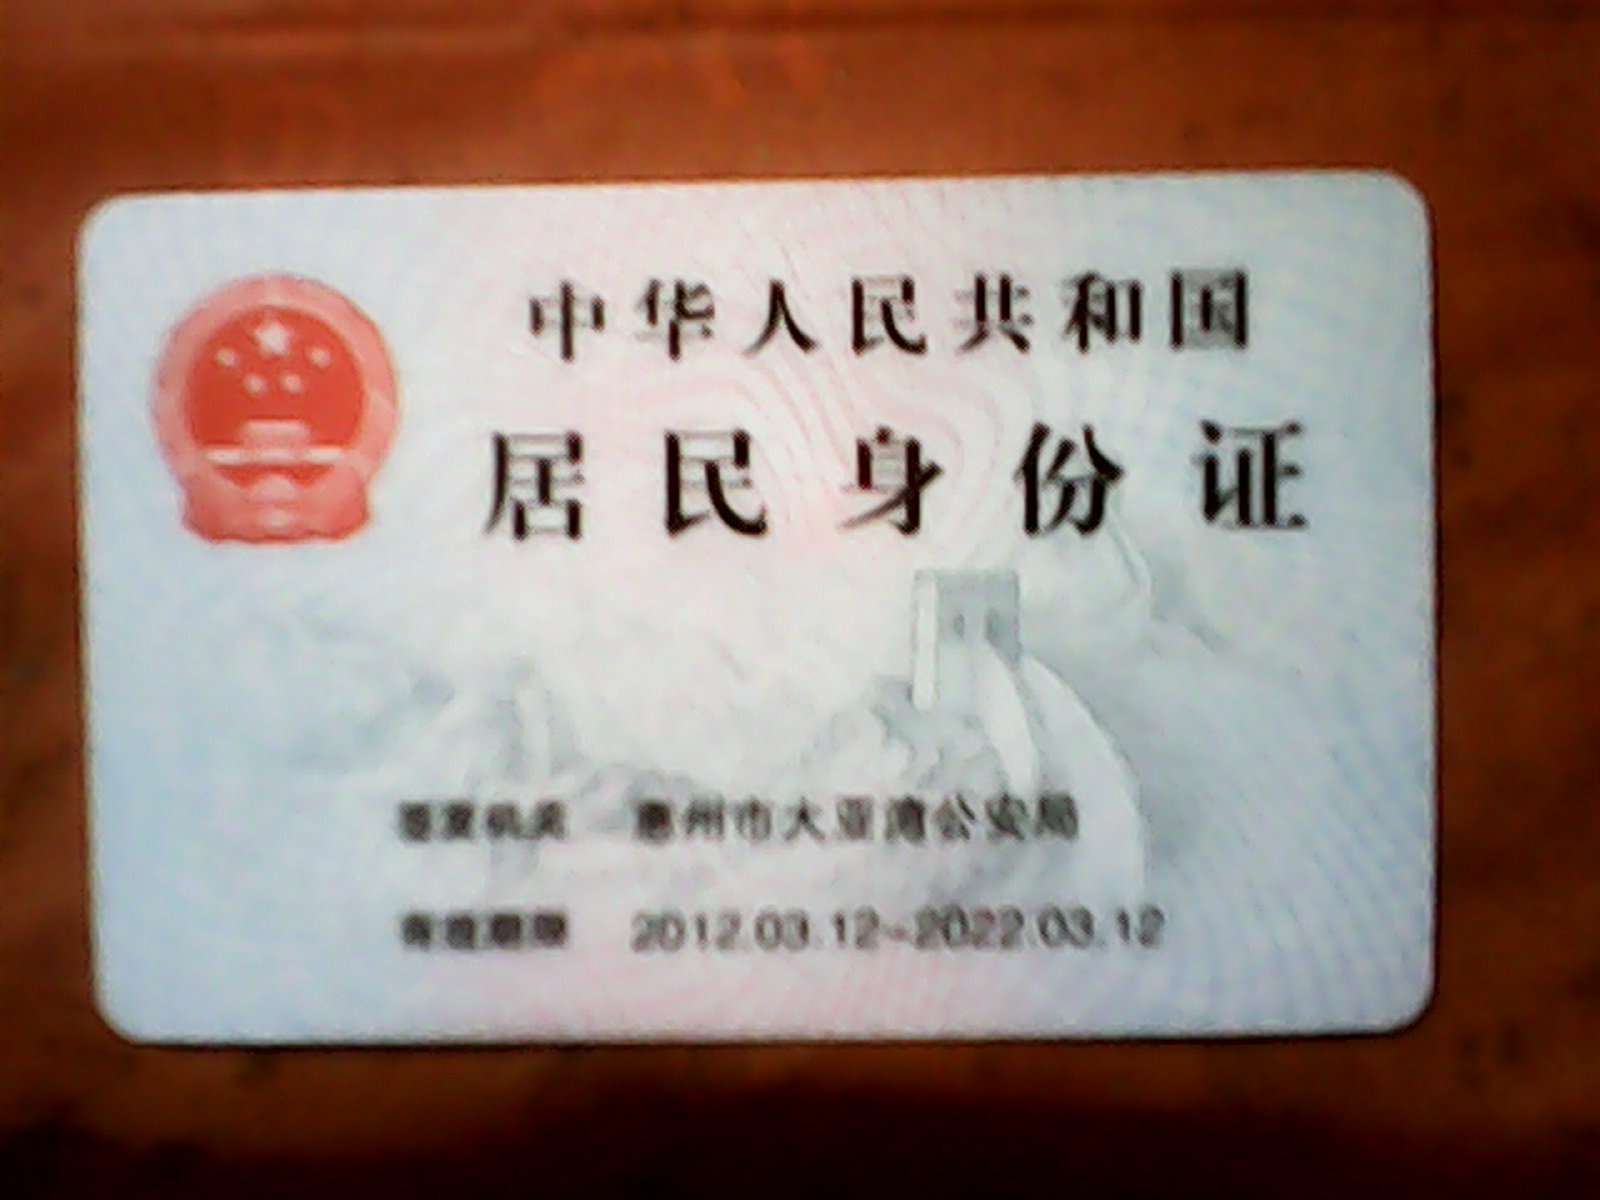 中华人民共和国
居民身份证
签发机关 惠州市大亚湾公安局
有效期限 2012.03.12-2022.03.12